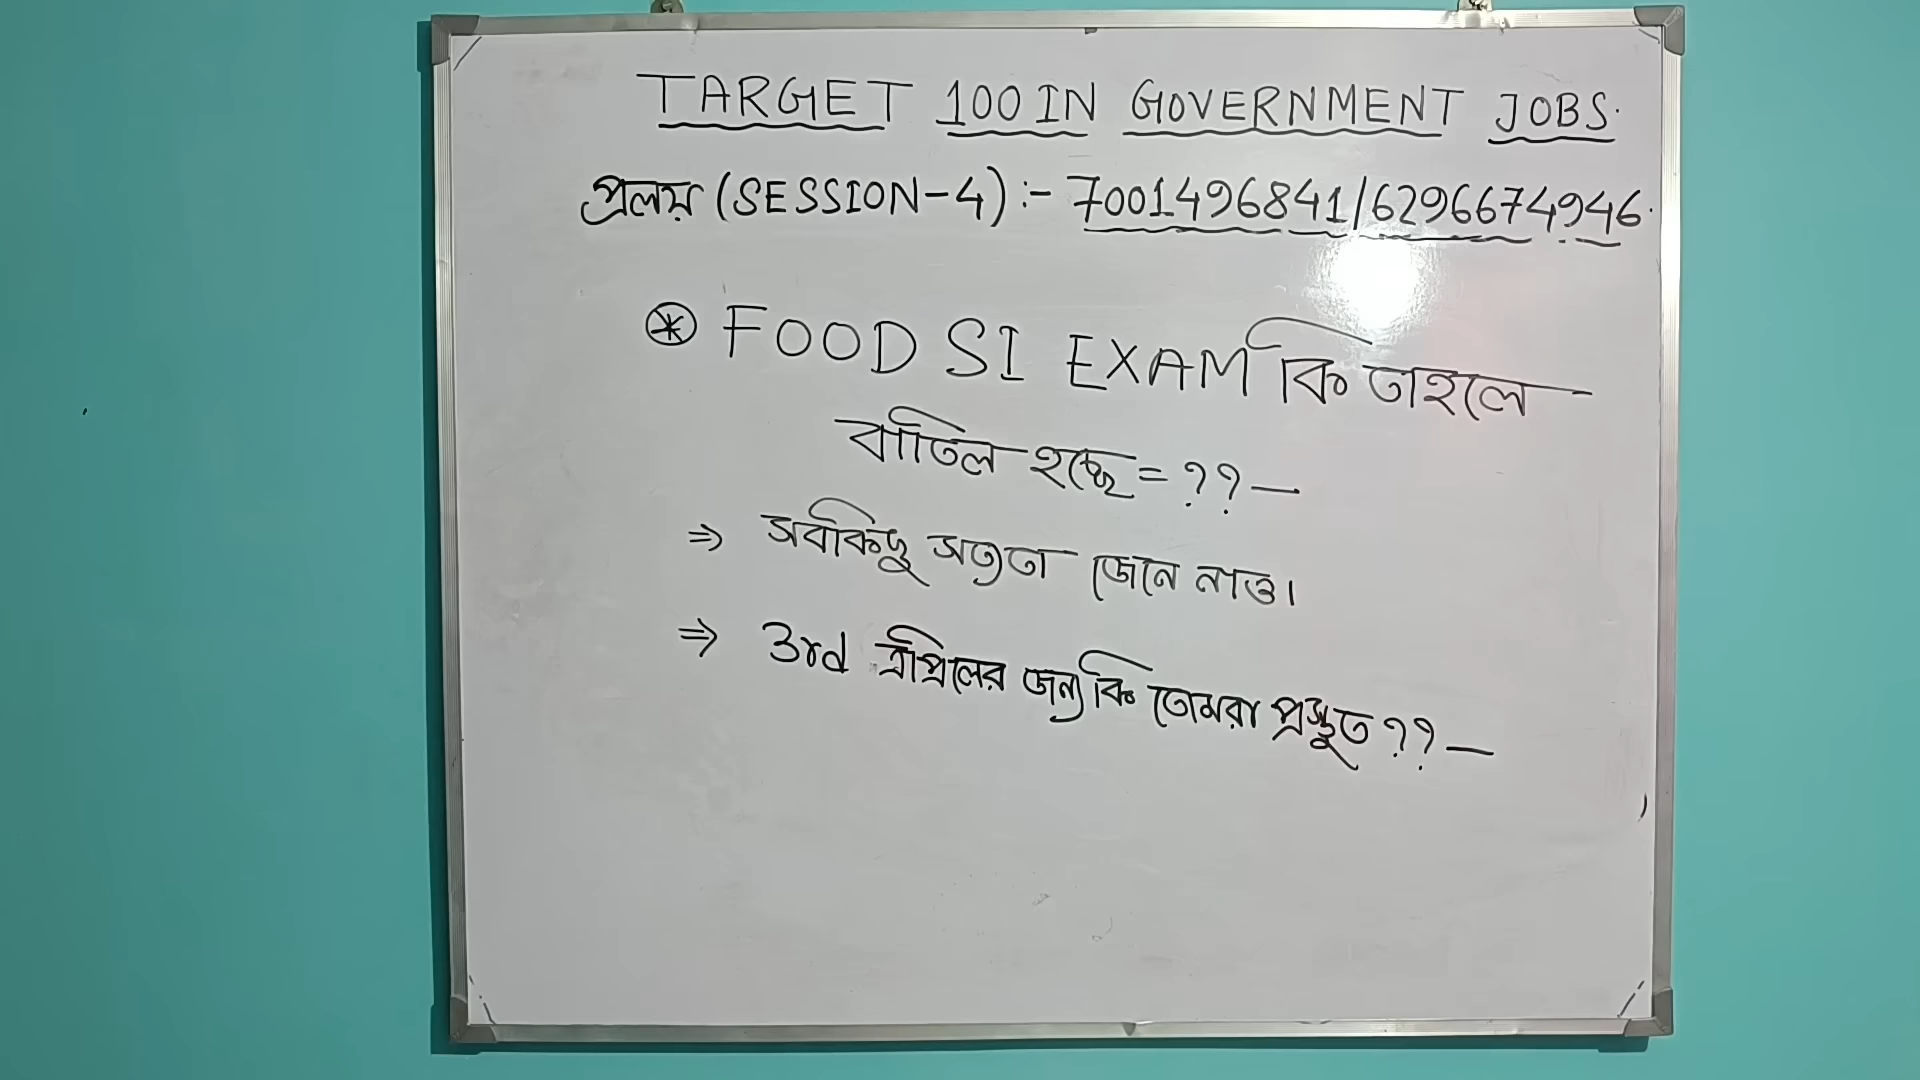 TARGET 100 IN GOVERNMENT JOBS.
প্রলয় (SESSION-4) :- 7001496841/6296674946.
⊛ FOOD SI EXAM কি তাহলে
বাতিল হচ্ছে = ?? —
⇒ সবকিছু সত্যতা জেনে নাও।
⇒ 3rd এপ্রিলের জন্য কি তোমরা প্রস্তুত ?? —